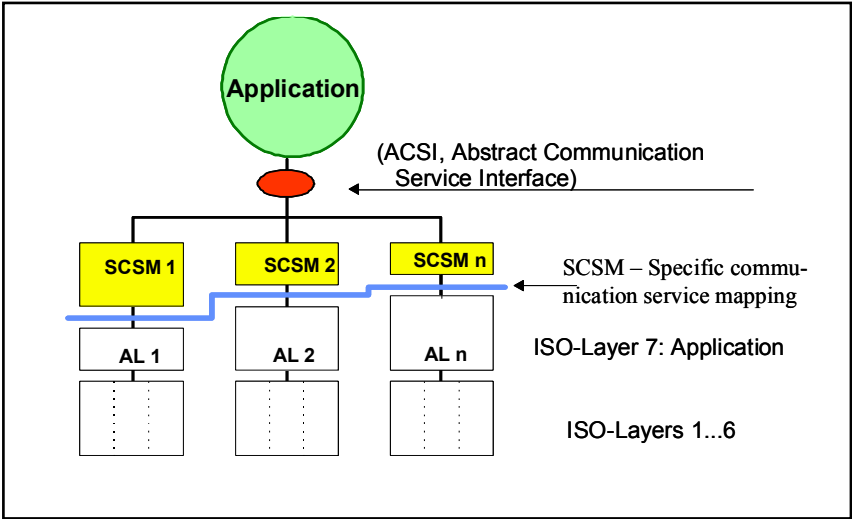 Application
(ACSI, Abstract Communication
Service Interface)
SCSM 1
SCSM 2
SCSM n
SCSM – Specific commu-
nication service mapping
AL 1
AL 2
AL n
ISO-Layer 7: Application
ISO-Layers 1...6